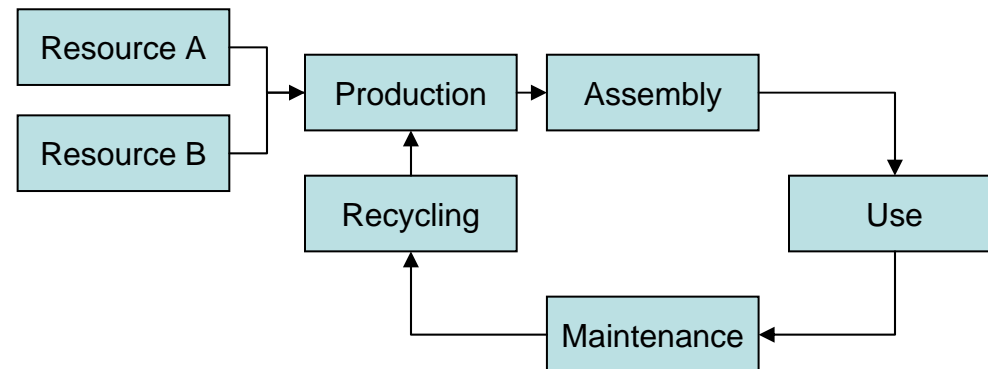 Resource A
Production
Assembly
Resource B
Recycling
Use
Maintenance